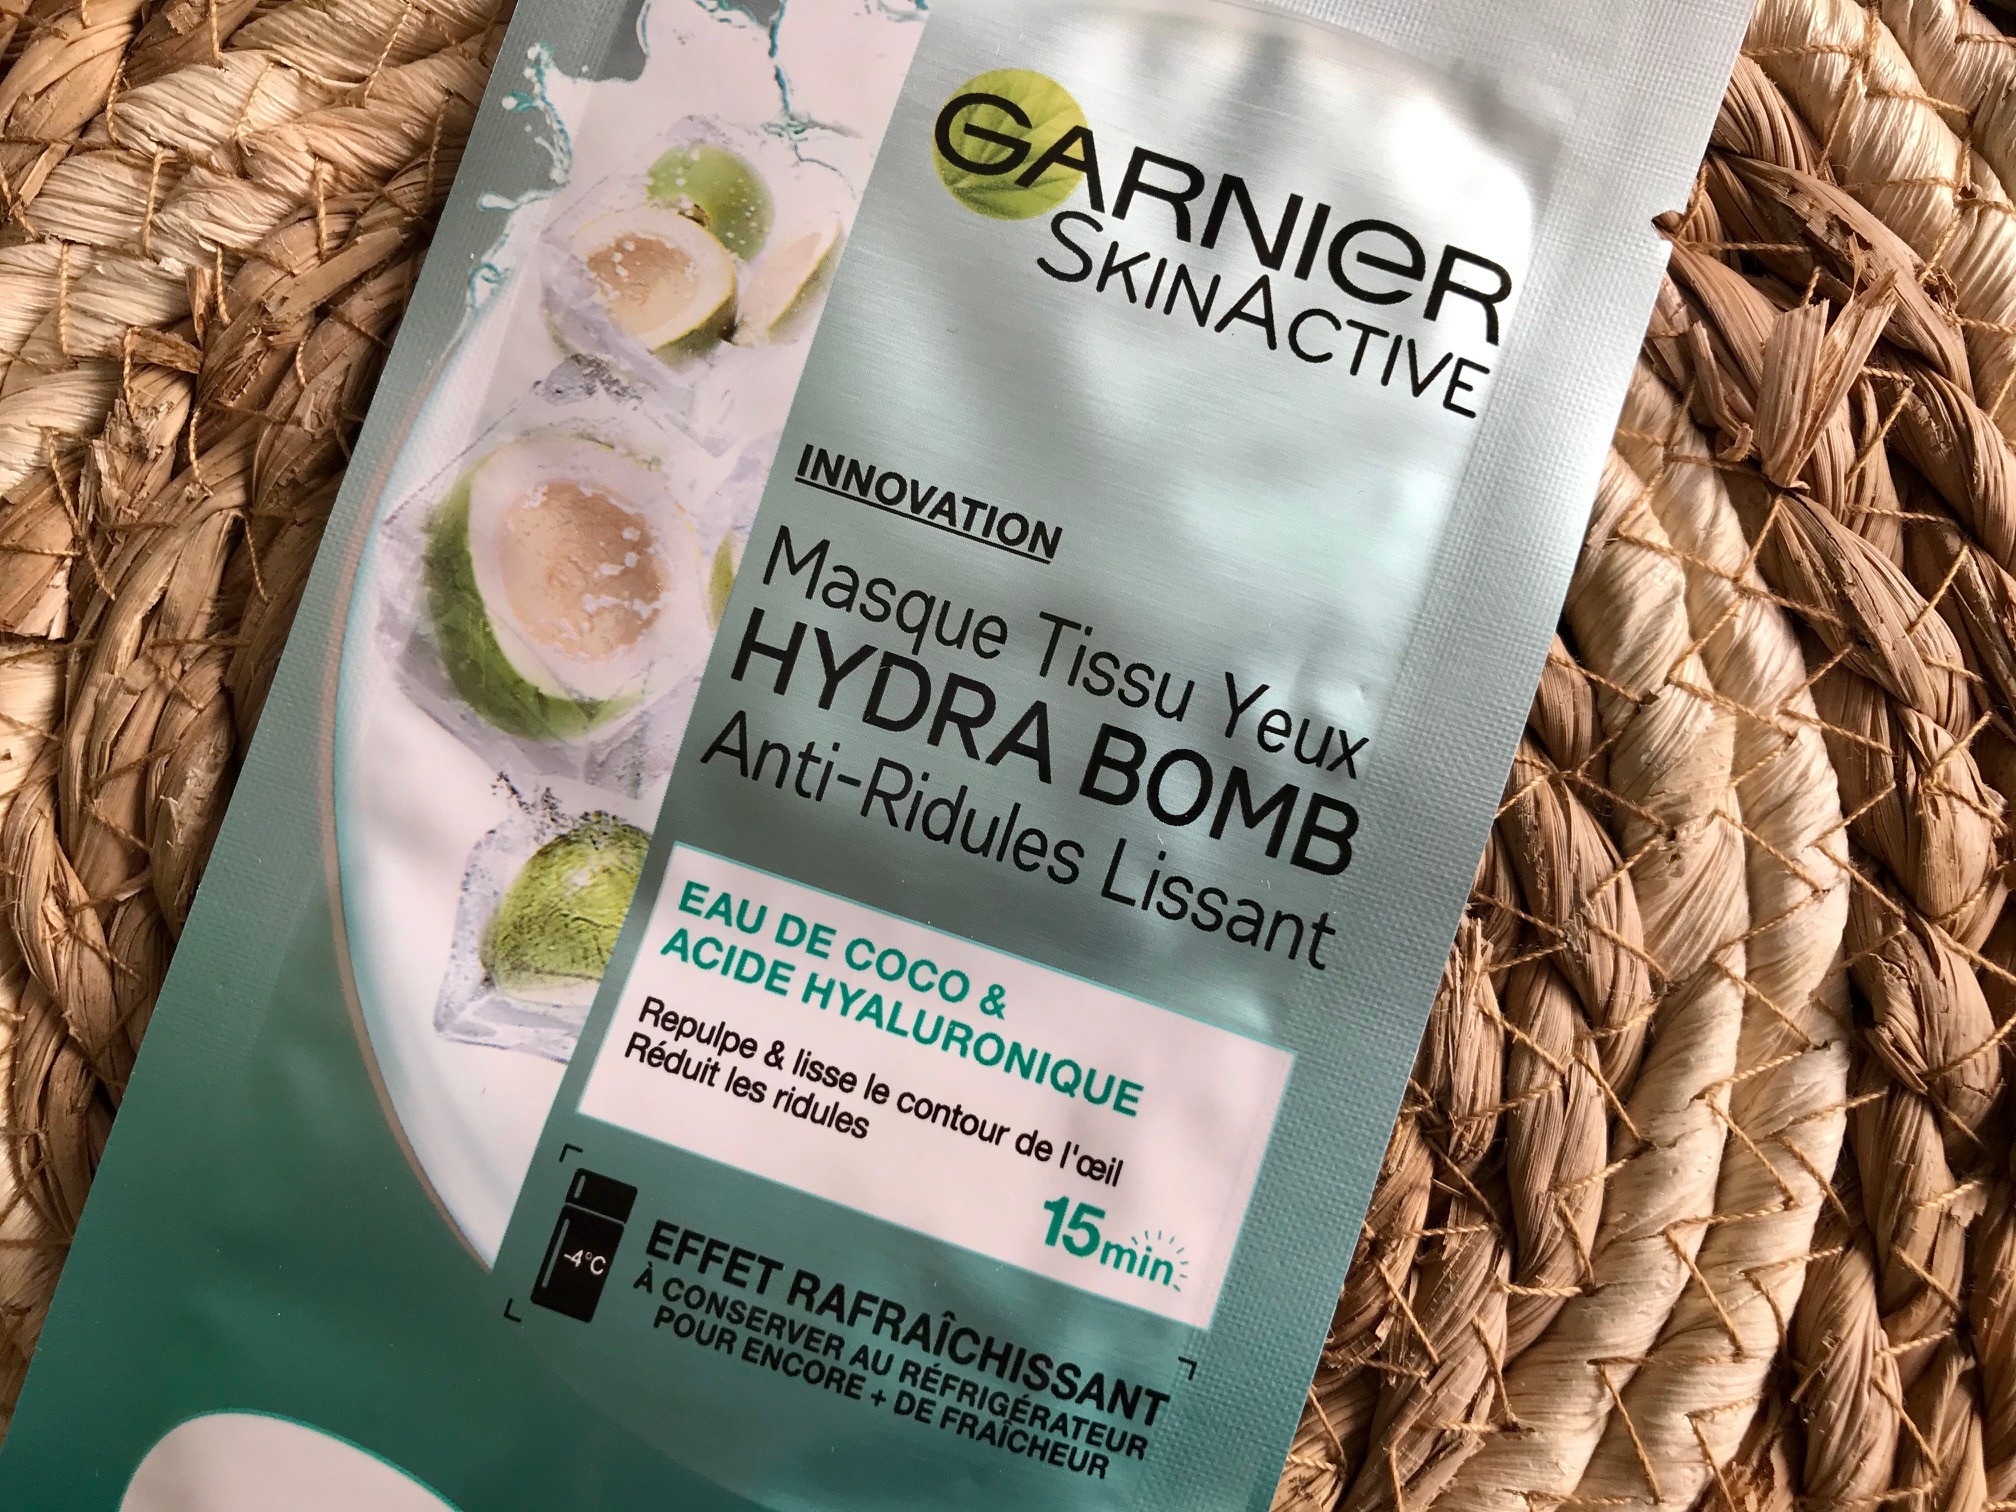 GARNIER
SKINACTIVE
INNOVATION
Masque Tissu Yeux
HYDRA BOMB
Anti-Ridules Lissant
EAU DE COCO &
ACIDE HYALURONIQUE
Repulpe & lisse le contour de l'œil
Réduit les ridules
15min
-4°C
EFFET RAFRAÎCHISSANT
À CONSERVER AU RÉFRIGÉRATEUR
POUR ENCORE + DE FRAÎCHEUR